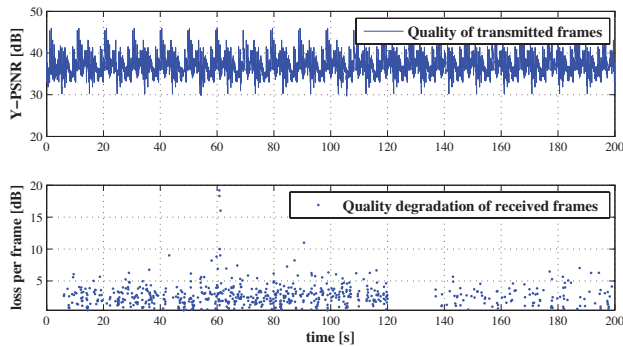 50
40
30
20
Y-PSNR [dB]
Quality of transmitted frames
0 20 40 60 80 100 120 140 160 180 200
20
15
10
5
loss per frame [dB]
Quality degradation of received frames
0 20 40 60 80 100 120 140 160 180 200
time [s]